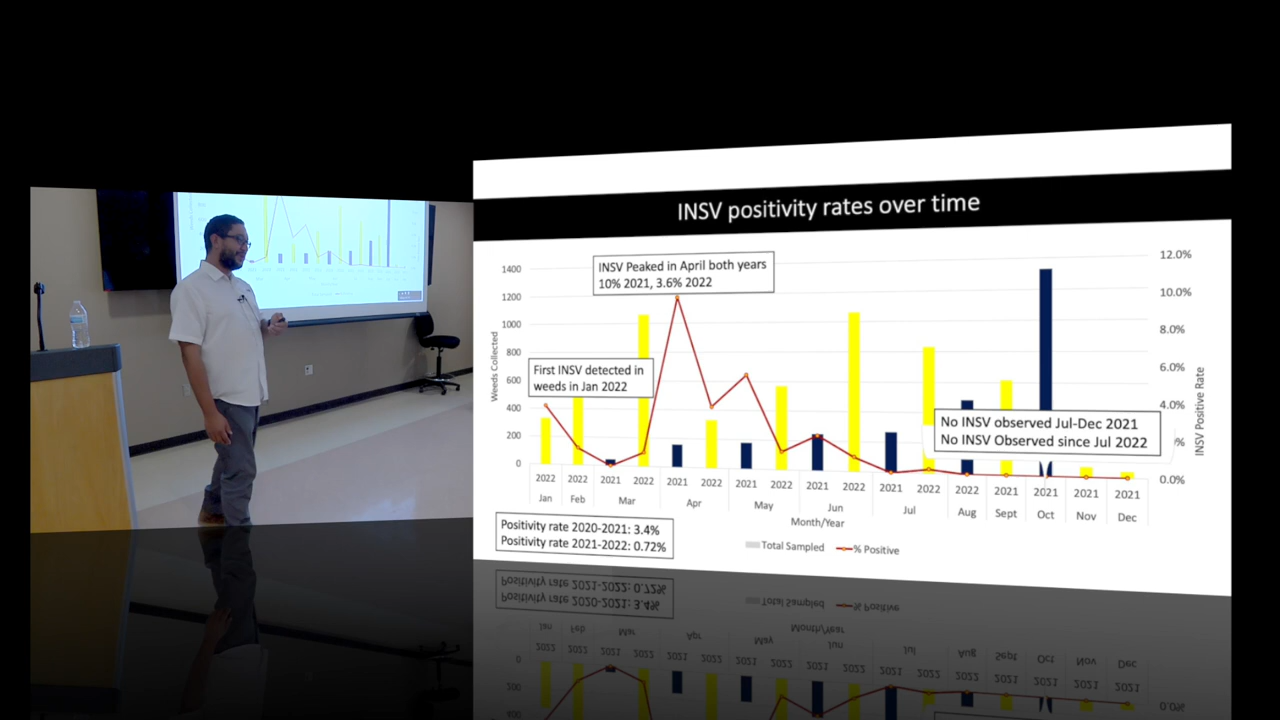 INSV positivity rates over time
INSV Peaked in April both years
10% 2021, 3.6% 2022
First INSV detected in
weeds in Jan 2022
No INSV observed Jul-Dec 2021
No INSV Observed since Jul 2022
Weeds Collected
1400
1200
1000
800
600
400
200
0
12.0%
10.0%
8.0%
6.0%
4.0%
%
0.0%
INSV Positive Rate
2022 2022 2021 2022 2021 2022 2021 2022 2021 2022 2021 2022 2022 2021 2021 2021 2021
Jan Feb Mar Apr May Jun Jul Aug Sept Oct Nov Dec
Month/Year
Total Sampled % Positive
Positivity rate 2020-2021: 3.4%
Positivity rate 2021-2022: 0.72%